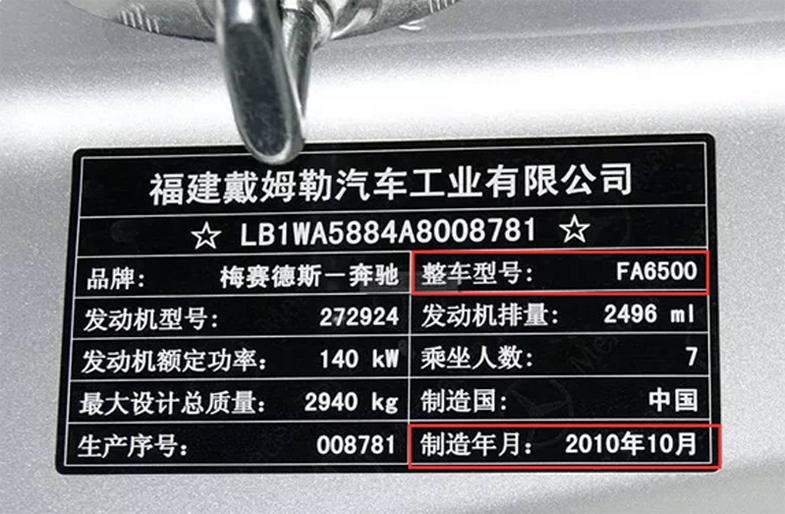 福建戴姆勒汽车工业有限公司
☆ LB1WA5884A8008781 ☆
品牌: 梅赛德斯-奔驰 整车型号: FA6500
发动机型号: 272924 发动机排量: 2496 ml
发动机额定功率: 140 kW 乘坐人数: 7
最大设计总质量: 2940 kg 制造国: 中国
生产序号: 008781 制造年月: 2010年10月